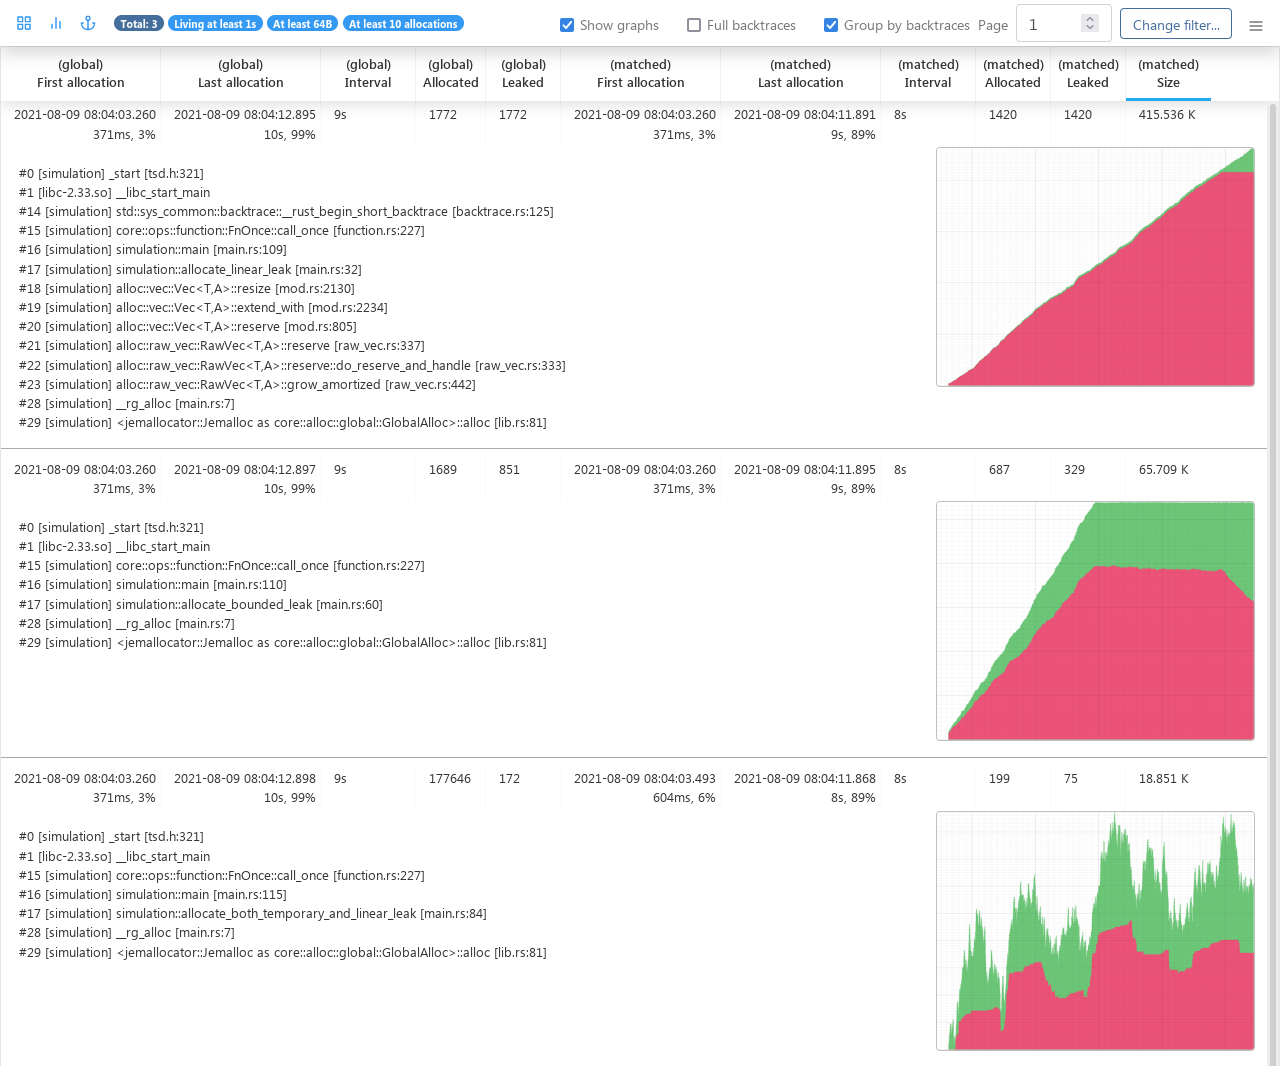 Total: 3 Living at least 1s At least 64B At least 10 allocations Show graphs Full backtraces Group by backtraces Page 1 Change filter...
(global) (global) (global) (global) (global) (matched) (matched) (matched) (matched) (matched) (matched)
First allocation Last allocation Interval Allocated Leaked First allocation Last allocation Interval Allocated Leaked Size
2021-08-09 08:04:03.260 2021-08-09 08:04:12.895 9s 1772 1772 2021-08-09 08:04:03.260 2021-08-09 08:04:11.891 8s 1420 1420 415.536 K
371ms, 3% 10s, 99% 371ms, 3% 9s, 89%
#0 [simulation] _start [tsd.h:321]
#1 [libc-2.33.so] __libc_start_main
#14 [simulation] std::sys_common::backtrace::__rust_begin_short_backtrace [backtrace.rs:125]
#15 [simulation] core::ops::function::FnOnce::call_once [function.rs:227]
#16 [simulation] simulation::main [main.rs:109]
#17 [simulation] simulation::allocate_linear_leak [main.rs:32]
#18 [simulation] alloc::vec::Vec<T,A>::resize [mod.rs:2130]
#19 [simulation] alloc::vec::Vec<T,A>::extend_with [mod.rs:2234]
#20 [simulation] alloc::vec::Vec<T,A>::reserve [mod.rs:805]
#21 [simulation] alloc::raw_vec::RawVec<T,A>::reserve [raw_vec.rs:337]
#22 [simulation] alloc::raw_vec::RawVec<T,A>::reserve::do_reserve_and_handle [raw_vec.rs:333]
#23 [simulation] alloc::raw_vec::RawVec<T,A>::grow_amortized [raw_vec.rs:442]
#28 [simulation] __rg_alloc [main.rs:7]
#29 [simulation] <jemallocator::Jemalloc as core::alloc::global::GlobalAlloc>::alloc [lib.rs:81]
2021-08-09 08:04:03.260 2021-08-09 08:04:12.897 9s 1689 851 2021-08-09 08:04:03.260 2021-08-09 08:04:11.895 8s 687 329 65.709 K
371ms, 3% 10s, 99% 371ms, 3% 9s, 89%
#0 [simulation] _start [tsd.h:321]
#1 [libc-2.33.so] __libc_start_main
#15 [simulation] core::ops::function::FnOnce::call_once [function.rs:227]
#16 [simulation] simulation::main [main.rs:110]
#17 [simulation] simulation::allocate_bounded_leak [main.rs:60]
#28 [simulation] __rg_alloc [main.rs:7]
#29 [simulation] <jemallocator::Jemalloc as core::alloc::global::GlobalAlloc>::alloc [lib.rs:81]
2021-08-09 08:04:03.260 2021-08-09 08:04:12.898 9s 177646 172 2021-08-09 08:04:03.493 2021-08-09 08:04:11.868 8s 199 75 18.851 K
371ms, 3% 10s, 99% 604ms, 6% 8s, 89%
#0 [simulation] _start [tsd.h:321]
#1 [libc-2.33.so] __libc_start_main
#15 [simulation] core::ops::function::FnOnce::call_once [function.rs:227]
#16 [simulation] simulation::main [main.rs:115]
#17 [simulation] simulation::allocate_both_temporary_and_linear_leak [main.rs:84]
#28 [simulation] __rg_alloc [main.rs:7]
#29 [simulation] <jemallocator::Jemalloc as core::alloc::global::GlobalAlloc>::alloc [lib.rs:81]